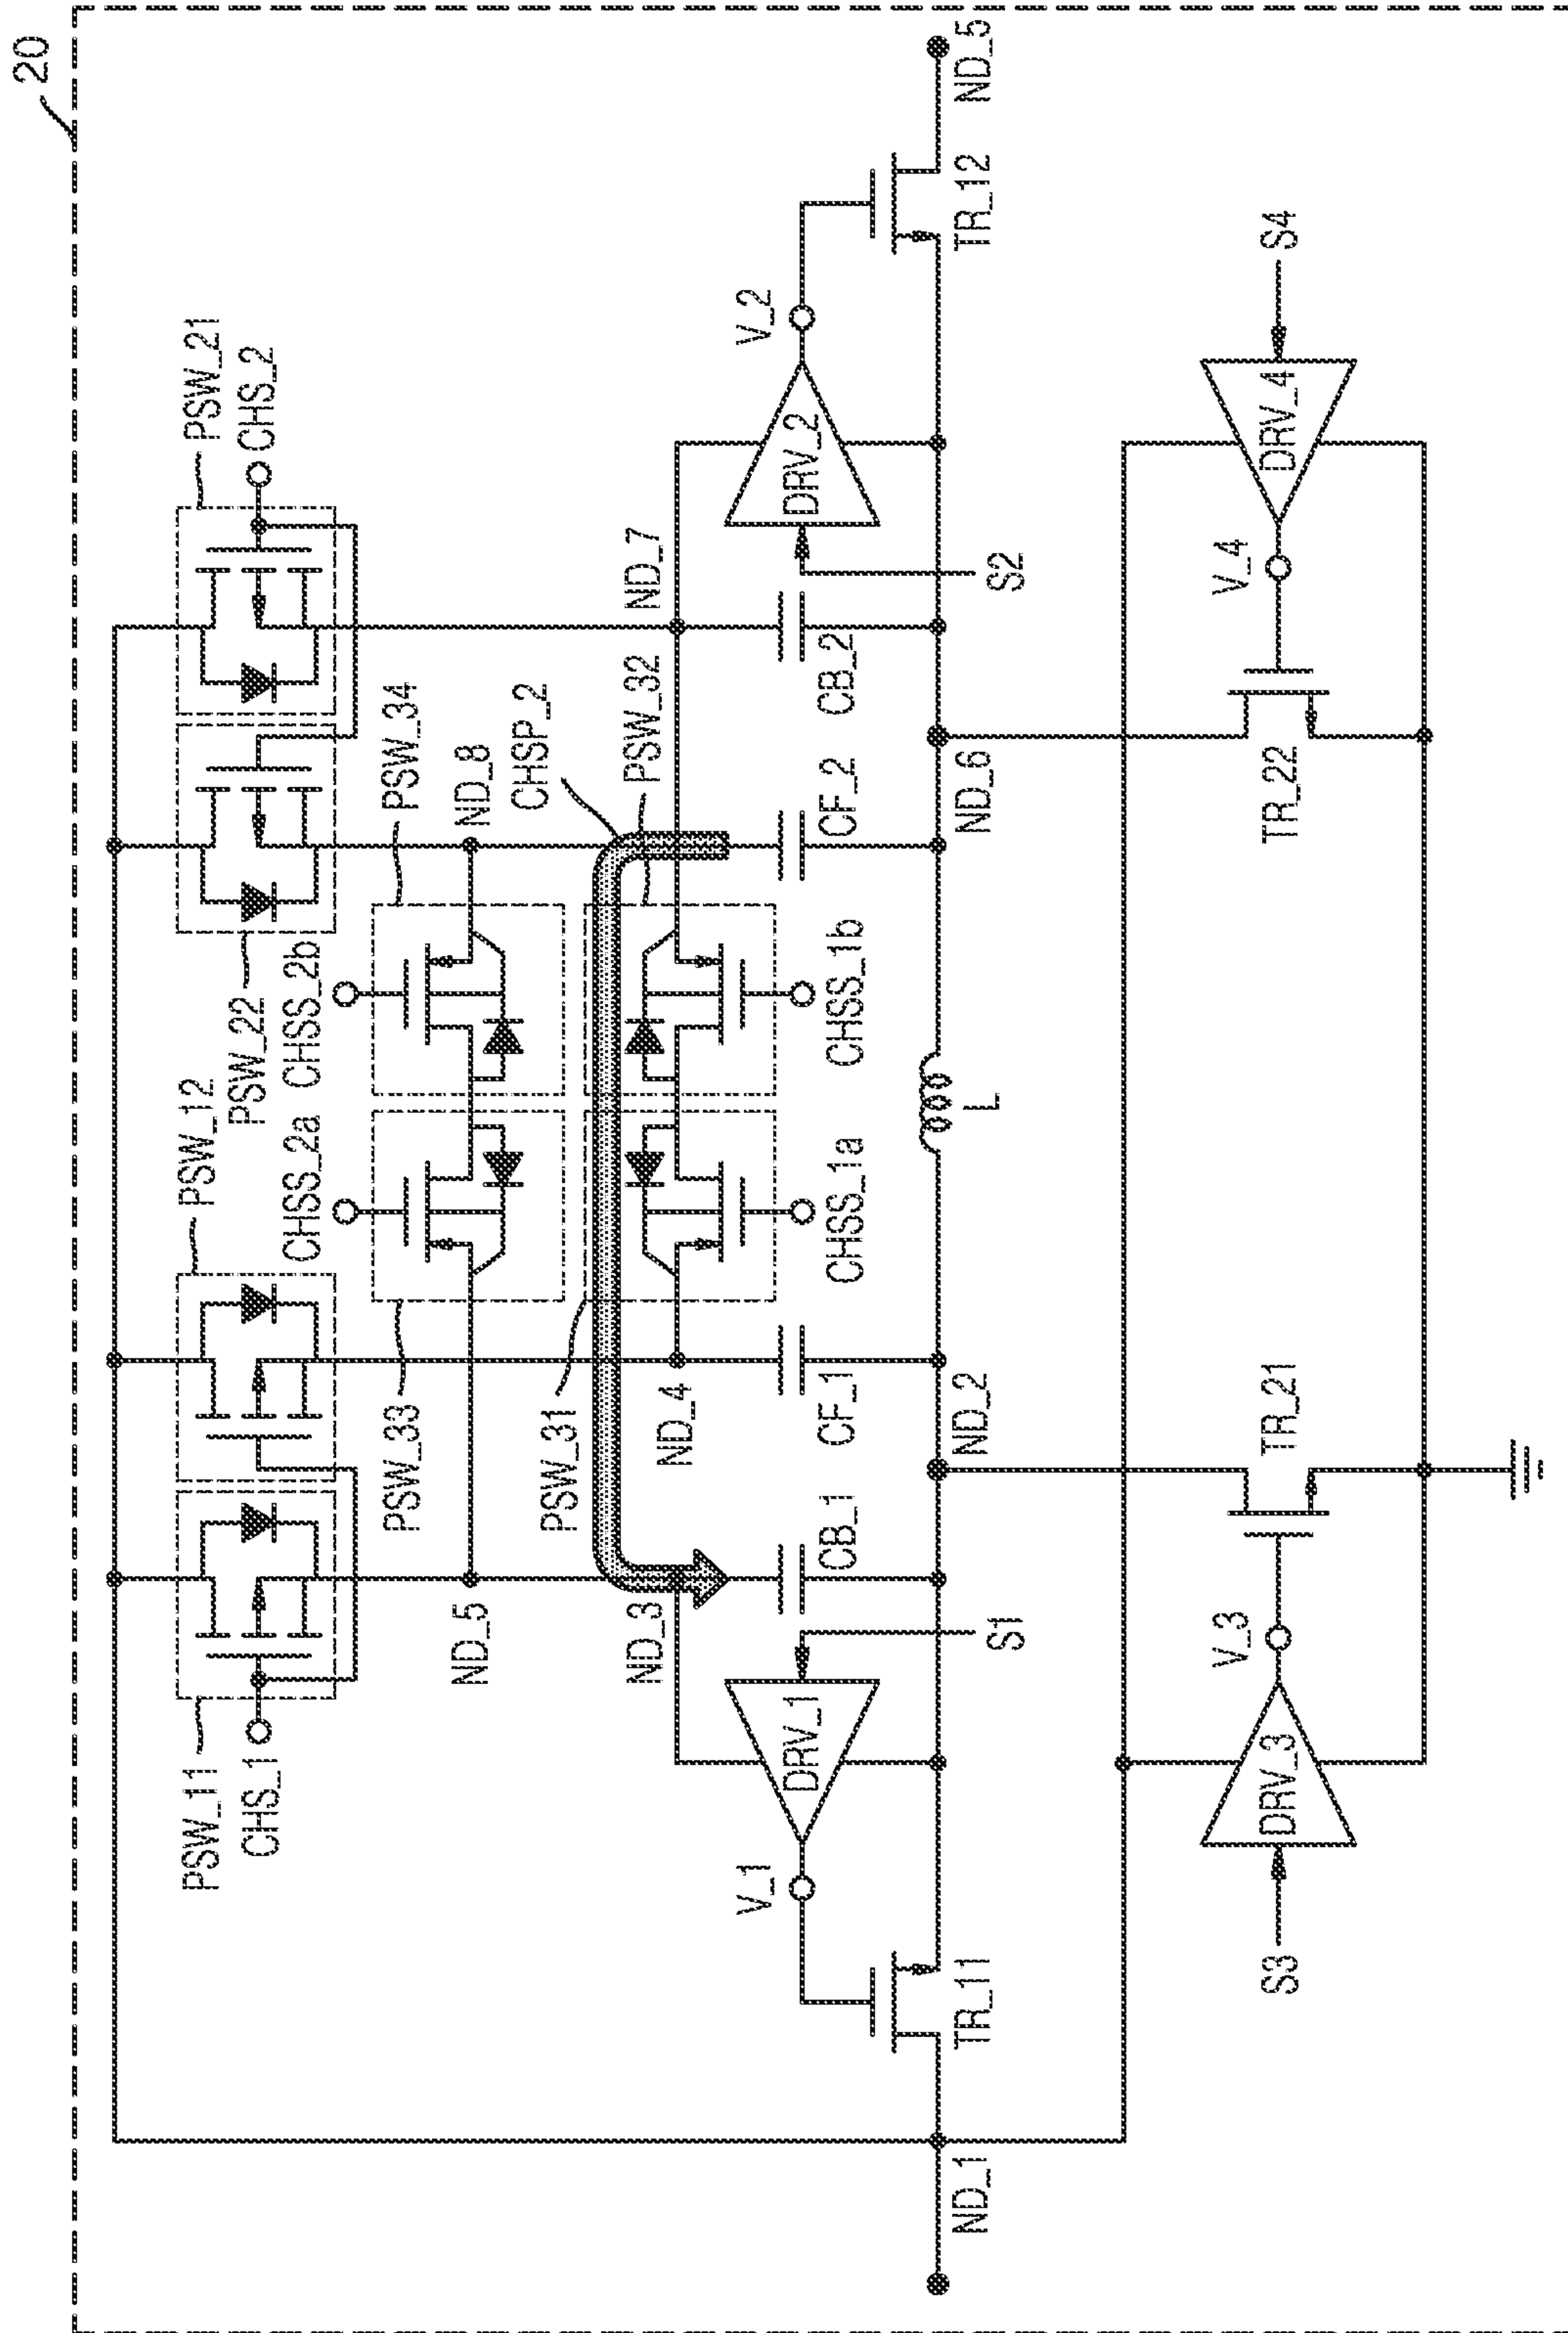 20
PSW_11
CHS_1
PSW_12
PSW_22
PSW_21
CHS_2
CHSS_2a
CHSS_2b
PSW_33
PSW_34
ND_5
ND_8
CHSP_2
PSW_31
PSW_32
ND_3
ND_4
ND_7
V_1
DRV_1
S1
CB_1
CF_1
CHSS_1a
CHSS_1b
CF_2
CB_2
S2
DRV_2
V_2
ND_1
TR_11
ND_2
L
ND_6
TR_12
ND_5
S3
DRV_3
V_3
TR_21
TR_22
V_4
DRV_4
S4